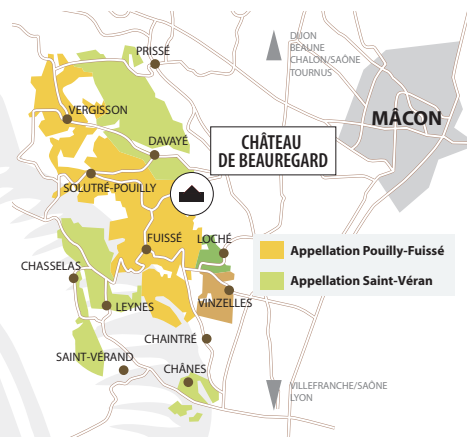 DIJON
BEAUNE
CHALON/SAÔNE
TOURNUS
PRISSÉ
VERGISSON
MÂCON
DAVAYÉ
CHÂTEAU
DE BEAUREGARD
SOLUTRÉ-POUILLY
FUISSÉ
LOCHÉ
Appellation Pouilly-Fuissé
CHASSELAS
Appellation Saint-Véran
LEYNES
VINZELLES
CHAINTRÉ
SAINT-VÉRAND
CHÂNES
VILLEFRANCHE/SAÔNE
LYON